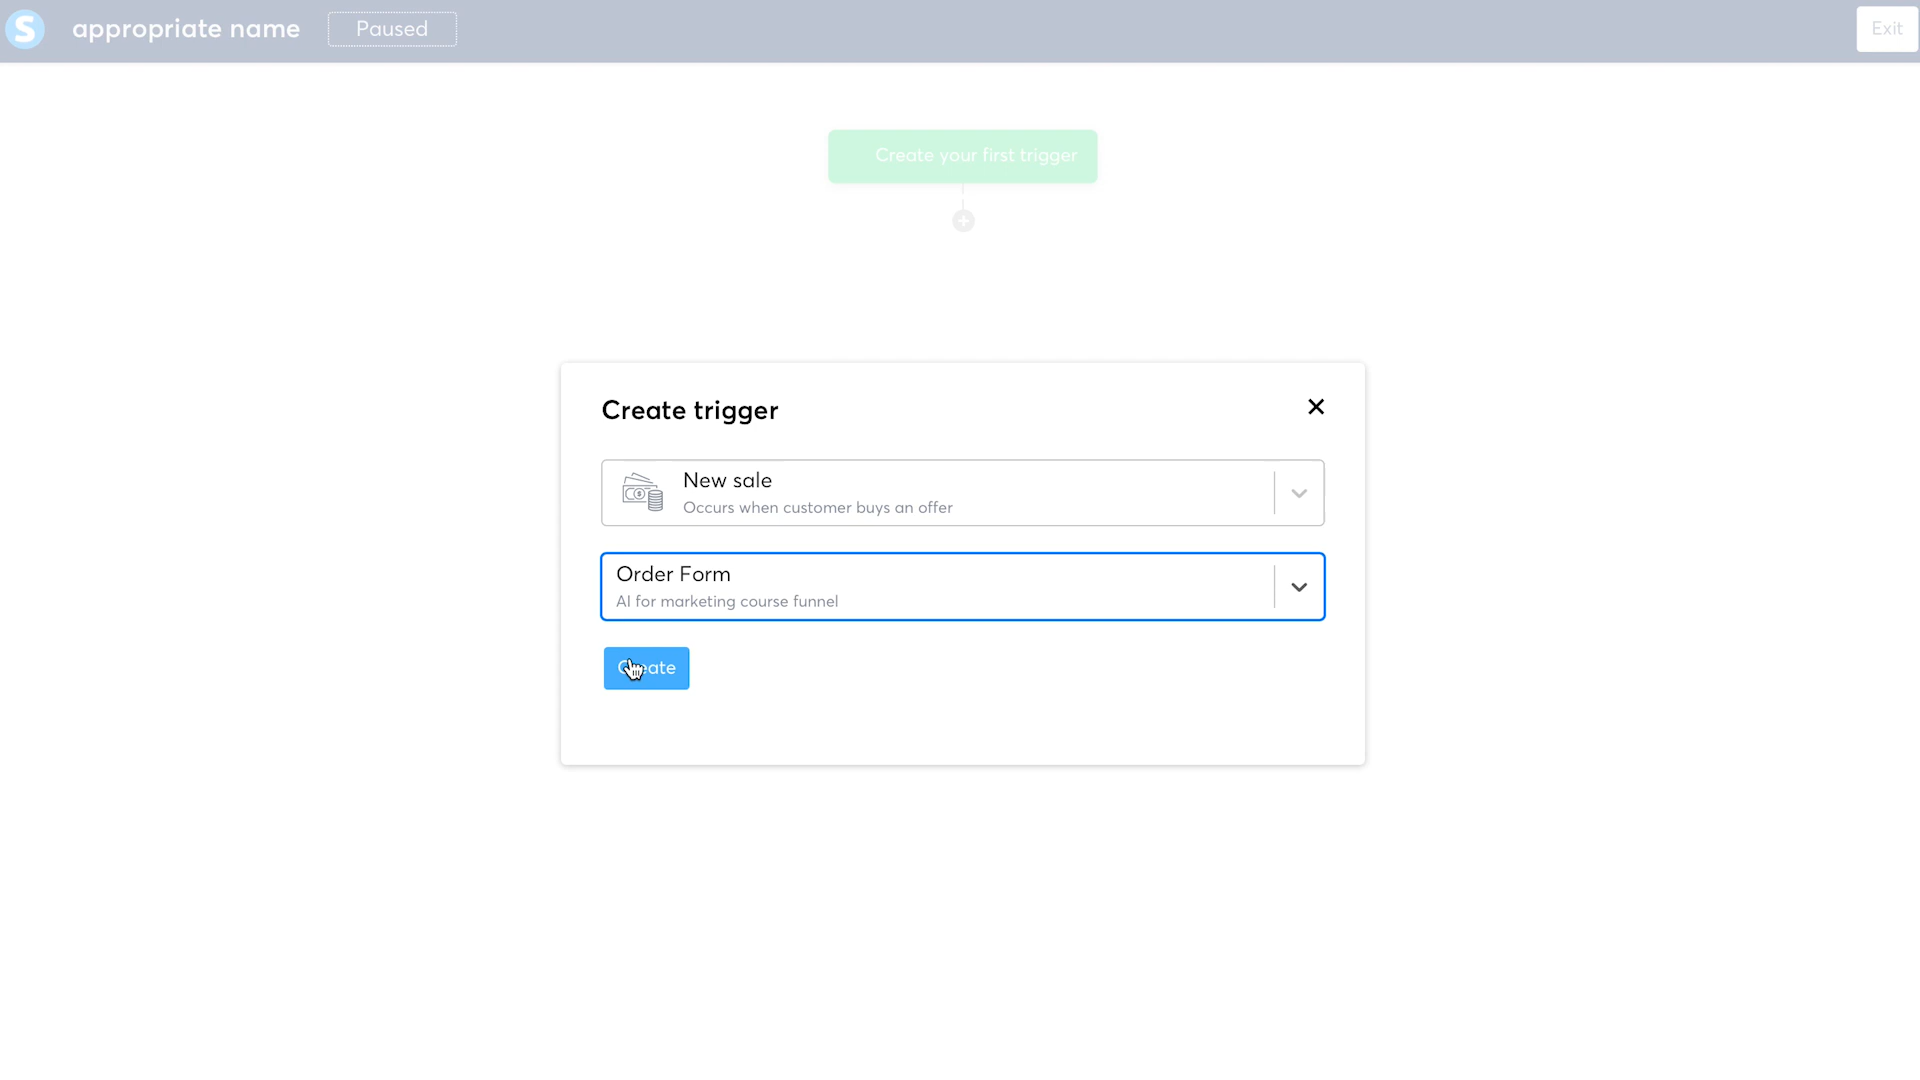 S
appropriate name
Paused
Exit
Create your first trigger
Create trigger
New sale
Occurs when customer buys an offer
Order Form
AI for marketing course funnel
Create